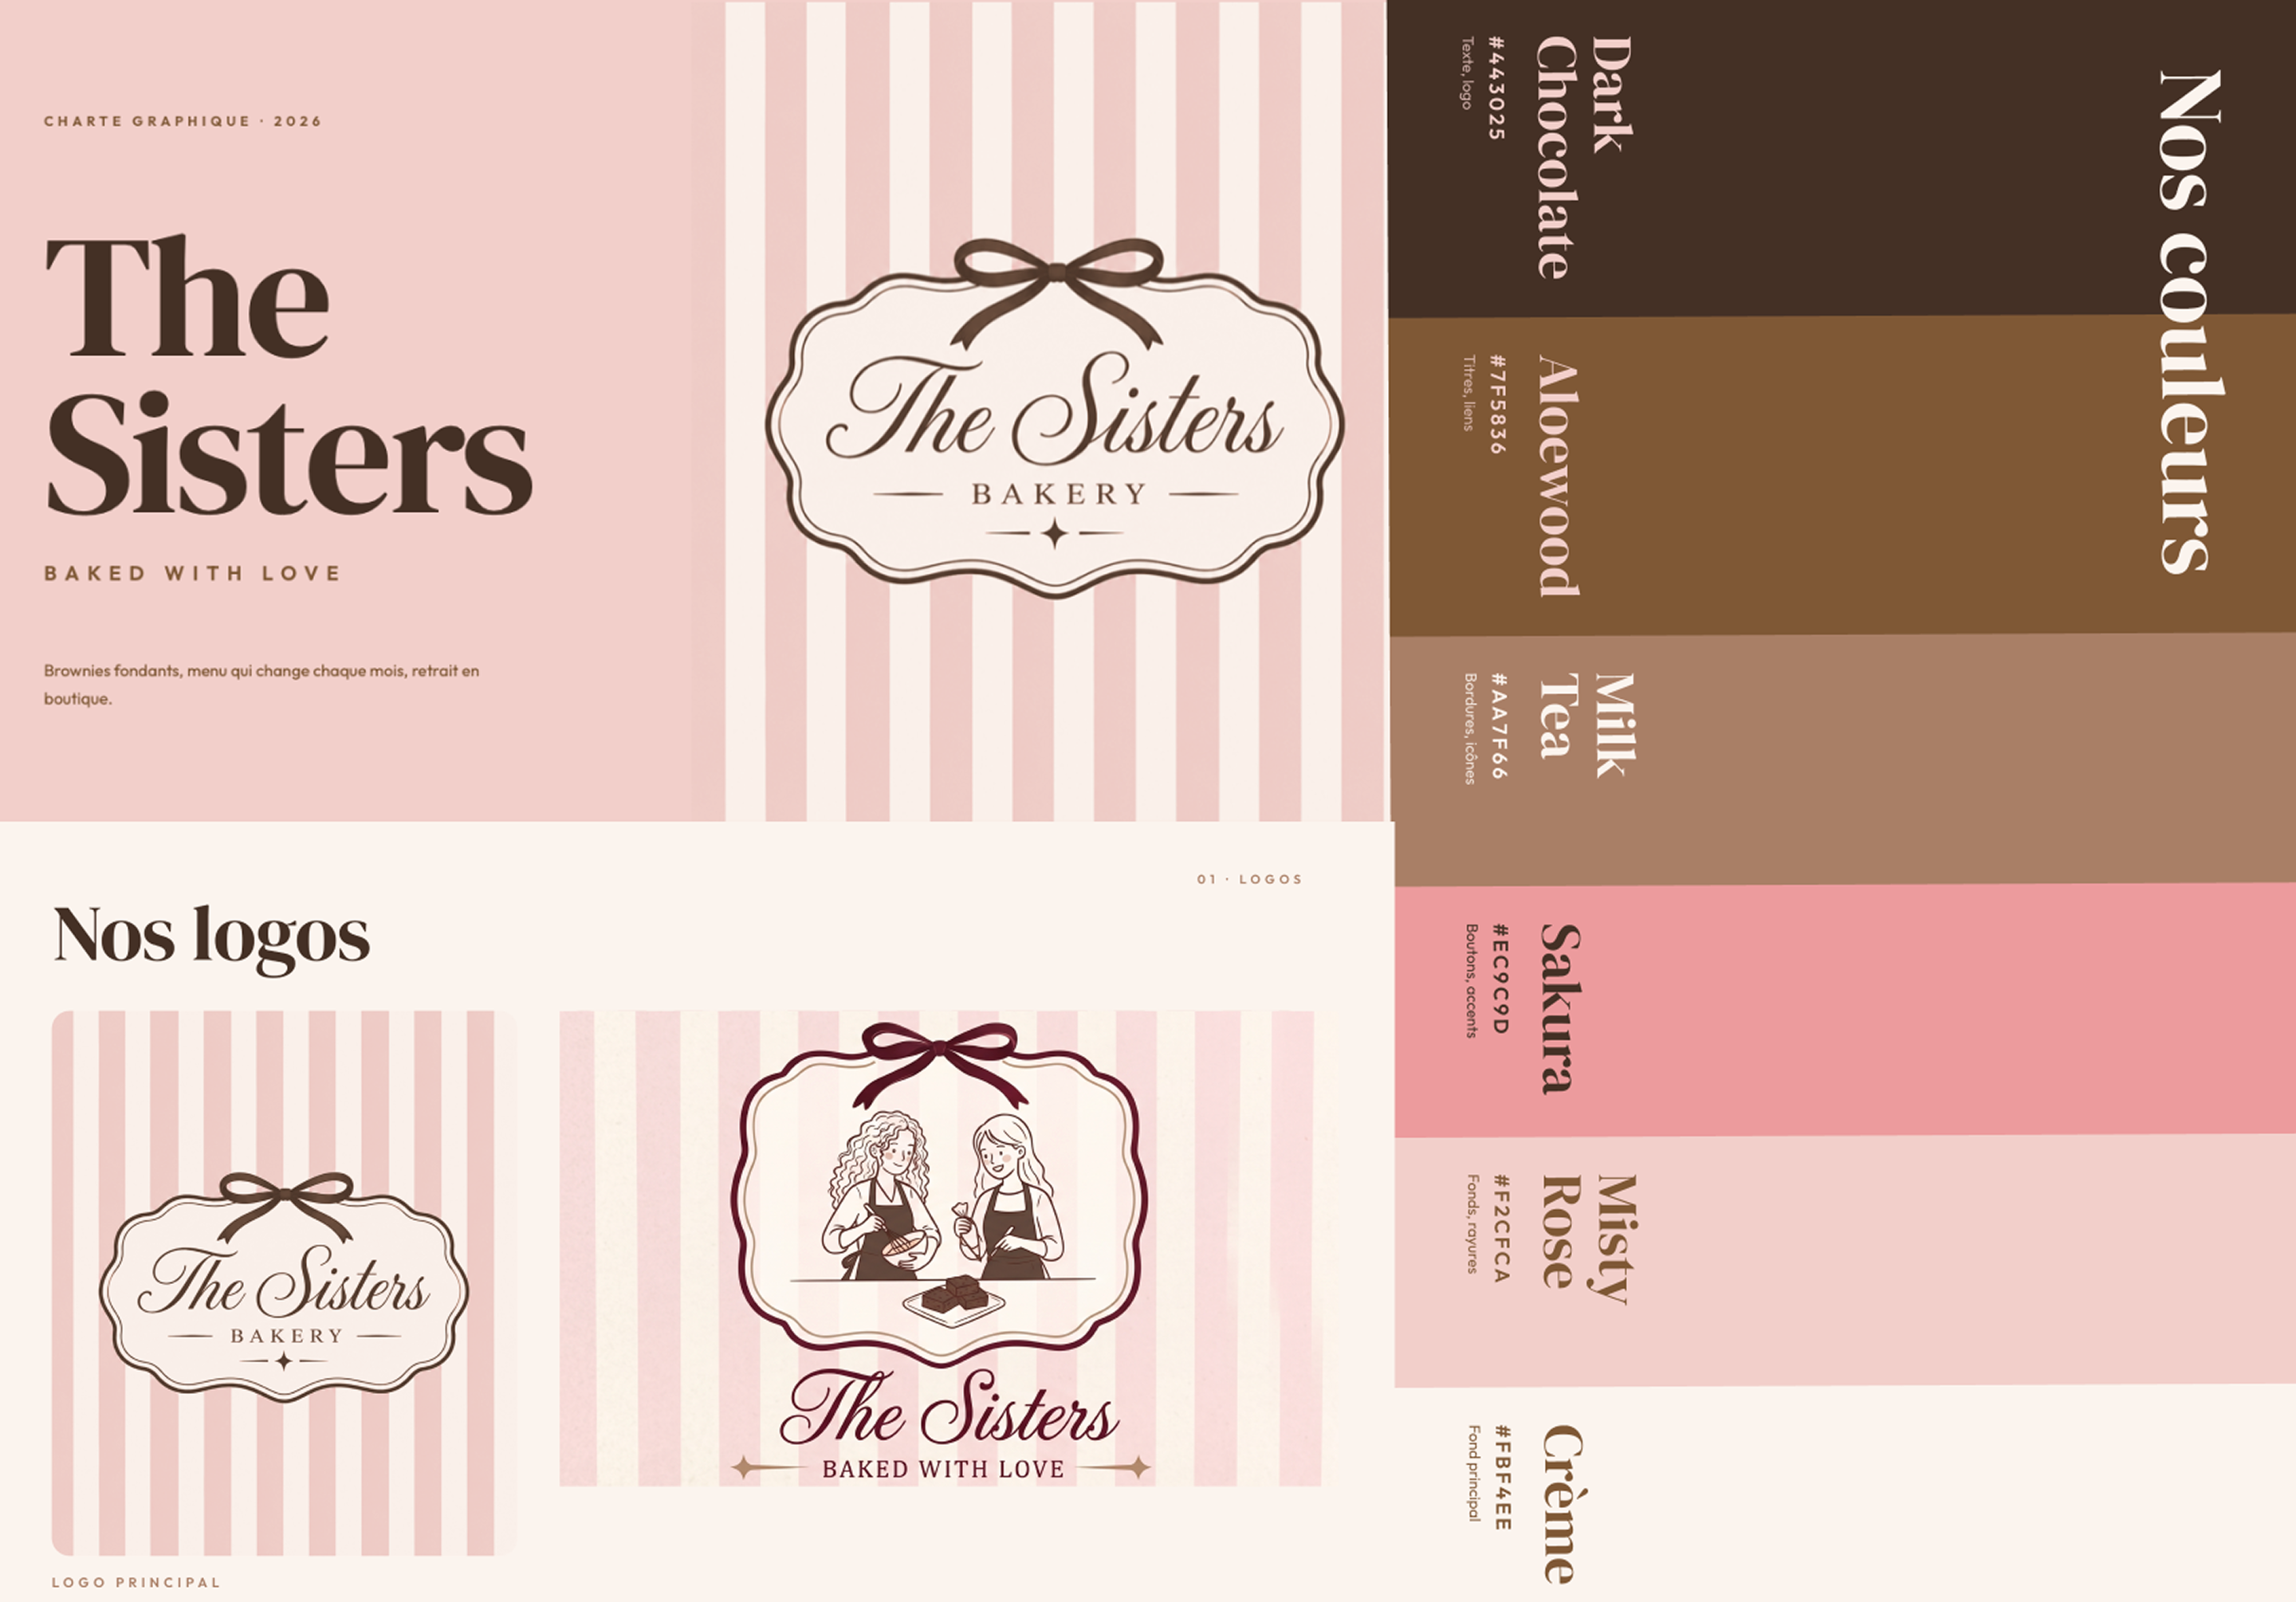 CHARTE GRAPHIQUE · 2026
The
Sisters
BAKED WITH LOVE
Brownies fondants, menu qui change chaque mois, retrait en
boutique.
The Sisters
BAKERY
01 · LOGOS
Nos logos
The Sisters
BAKERY
LOGO PRINCIPAL
The Sisters
BAKED WITH LOVE
Nos couleurs
Dark
Chocolate
#443025
Texte, logo
Aloewood
#7F5836
Titres, liens
Milk
Tea
#AA7F66
Bordures, icônes
Sakura
#EC9C9D
Boutons, accents
Misty
Rose
#F2CFCA
Fonds, rayures
Crème
#FBF4EE
Fond principal